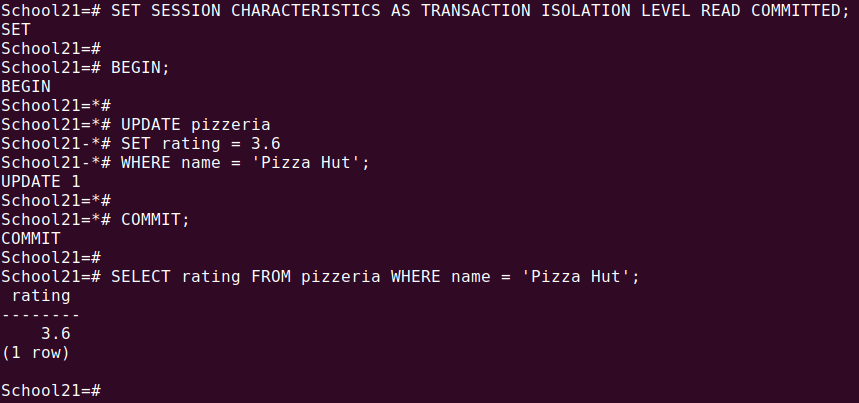 School21=# SET SESSION CHARACTERISTICS AS TRANSACTION ISOLATION LEVEL READ COMMITTED;
SET
School21=#
School21=# BEGIN;
BEGIN
School21=*#
School21=*# UPDATE pizzeria
School21-*# SET rating = 3.6
School21-*# WHERE name = 'Pizza Hut';
UPDATE 1
School21=*#
School21=*# COMMIT;
COMMIT
School21=#
School21=# SELECT rating FROM pizzeria WHERE name = 'Pizza Hut';
 rating
--------
    3.6
(1 row)

School21=#